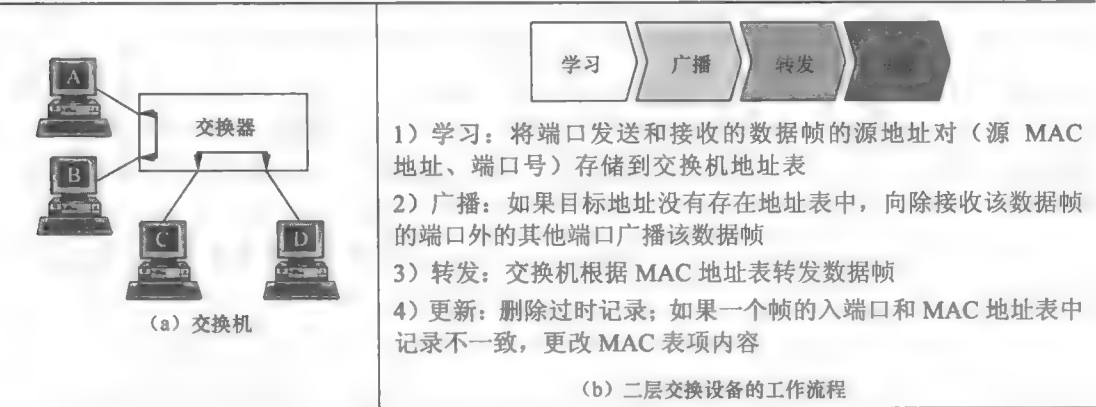 A
B
交换器
C
D
（a）交换机
学习
广播
转发
1）学习：将端口发送和接收的数据帧的源地址对（源 MAC
地址、端口号）存储到交换机地址表
2）广播：如果目标地址没有存在地址表中，向除接收该数据帧
的端口外的其他端口广播该数据帧
3）转发：交换机根据 MAC 地址表转发数据帧
4）更新：删除过时记录；如果一个帧的入端口和 MAC 地址表中
记录不一致，更改 MAC 表项内容
（b）二层交换设备的工作流程